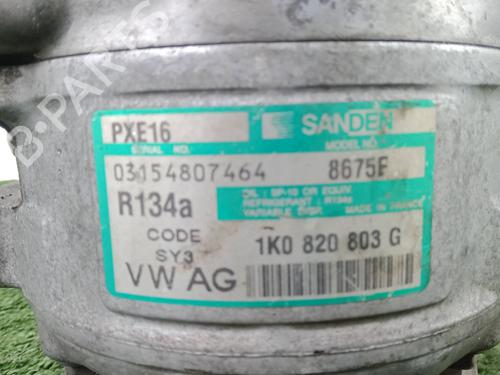 PXE16 SANDEN
SERIAL NO. MODEL NO.
03154807464 8675F
R134a
OIL : SP-10 OR EQUIV.
REFRIGERANT : R134a
VARIABLE DISP. MADE IN FRANCE
CODE
SY3
1K0 820 803 G
VW AG